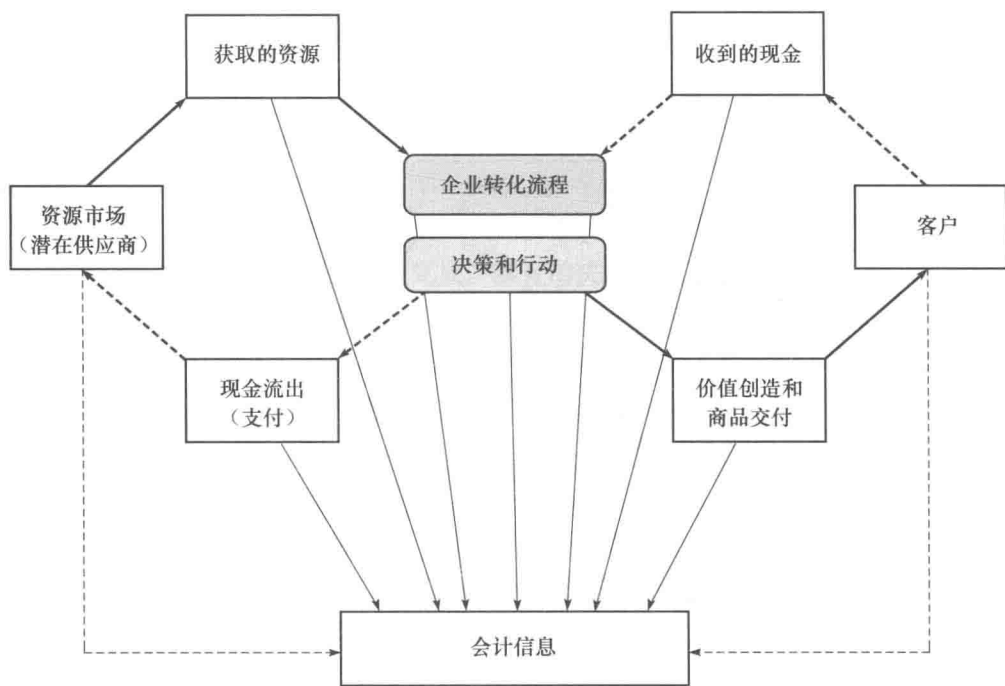 获取的资源
收到的现金
企业转化流程
资源市场
（潜在供应商）
客户
决策和行动
现金流出
（支付）
价值创造和
商品交付
会计信息